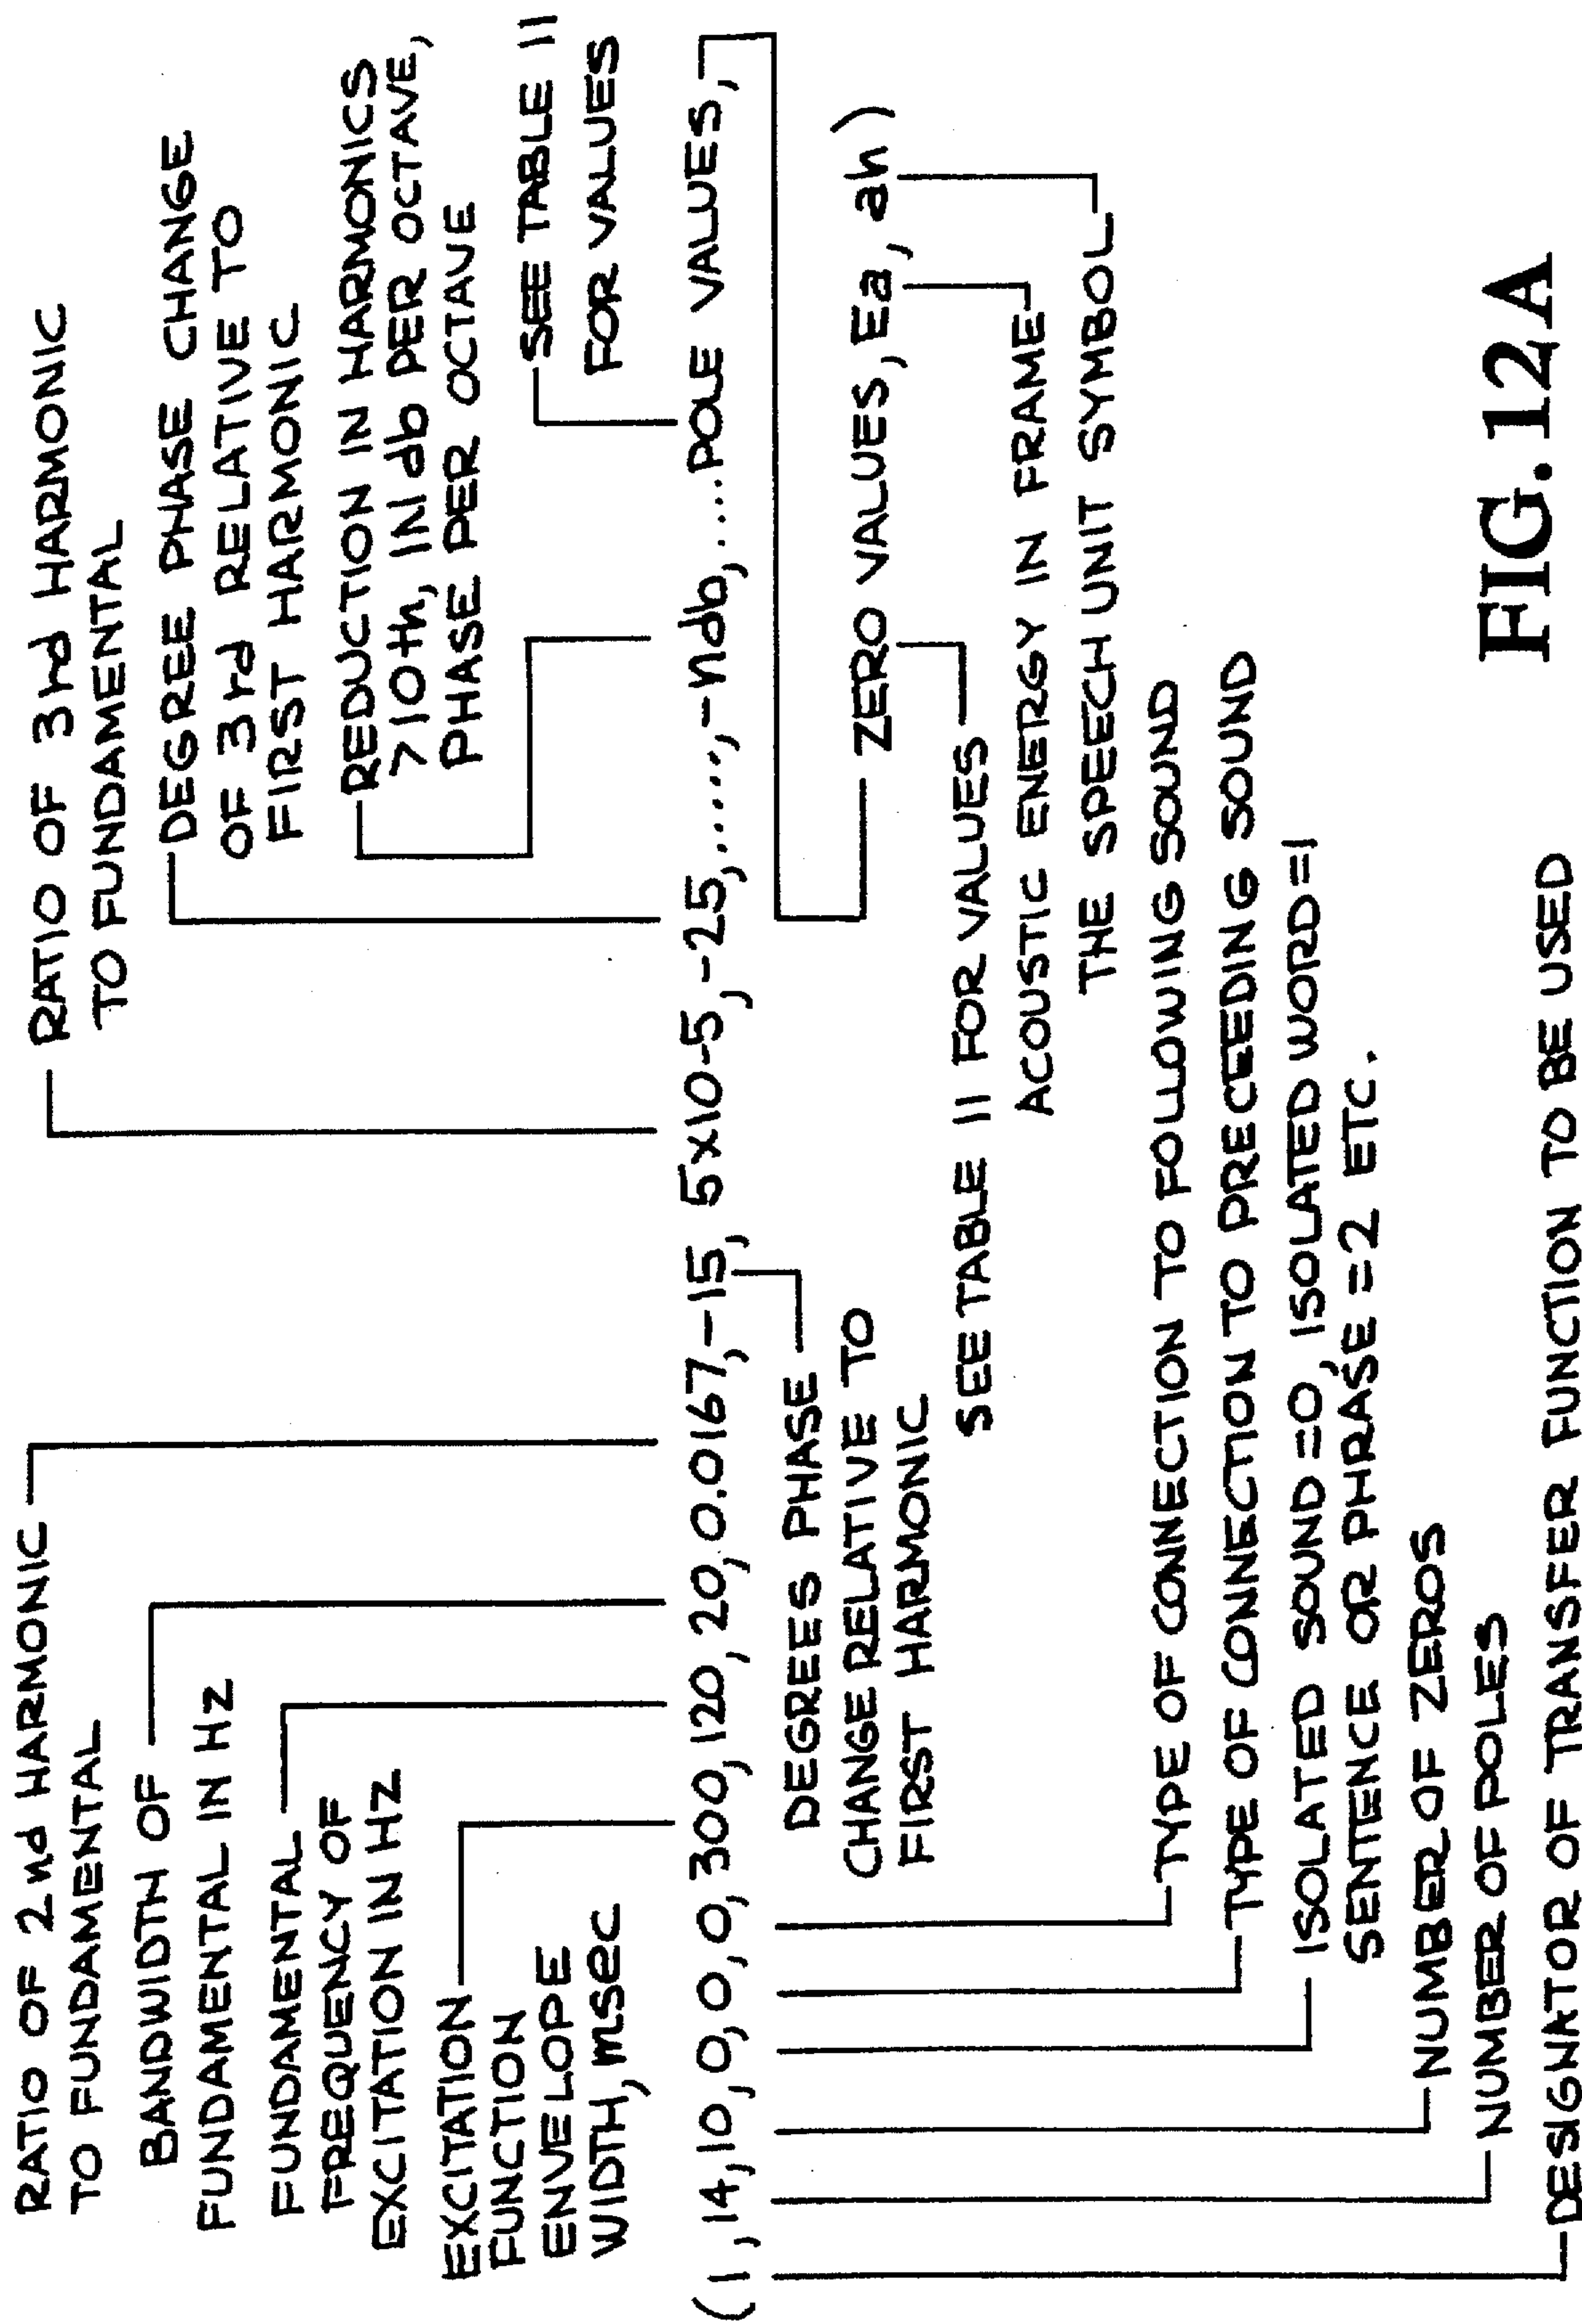 RATIO OF 2nd HARMONIC
TO FUNDAMENTAL
BANDWIDTH OF
FUNDAMENTAL IN Hz
FUNDAMENTAL
FREQUENCY OF
EXCITATION IN Hz
EXCITATION
FUNCTION
ENVELOPE
WIDTH, msec
RATIO OF 3rd HARMONIC
TO FUNDAMENTAL
DEGREE PHASE CHANGE
OF 3rd RELATIVE TO
FIRST HARMONIC
REDUCTION IN HARMONICS
>10th, IN db PER OCTAVE,
PHASE PER OCTAVE
SEE TABLE II
FOR VALUES
(1, 14, 10, 0, 0, 0, 300, 120, 20, 0.0167, -15, 5x10-5, -25, ....., -ndb, ....POLE VALUES,
ZERO VALUES, Ea, ah)
DEGREES PHASE
CHANGE RELATIVE TO
FIRST HARMONIC
SEE TABLE II FOR VALUES
ACOUSTIC ENERGY IN FRAME
THE SPEECH UNIT SYMBOL
TYPE OF CONNECTION TO FOLLOWING SOUND
TYPE OF CONNECTION TO PRECEEDING SOUND
ISOLATED SOUND=0, ISOLATED WORD=1
SENTENCE OR PHRASE=2 ETC.
NUMBER OF ZEROS
NUMBER OF POLES
DESIGNATOR OF TRANSFER FUNCTION TO BE USED
FIG. 12A